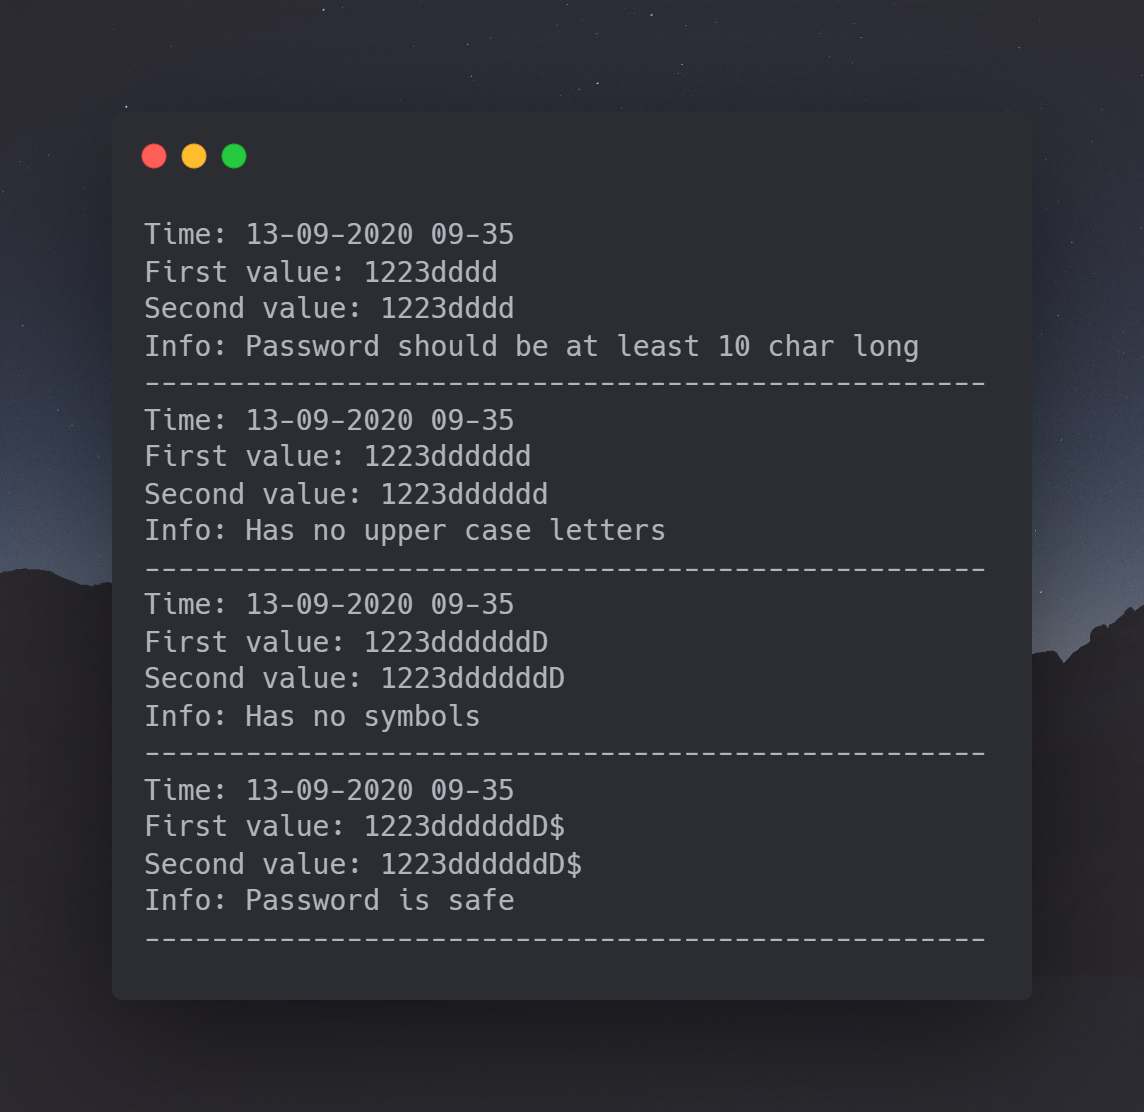 Time: 13-09-2020 09-35
First value: 1223dddd
Second value: 1223dddd
Info: Password should be at least 10 char long
--------------------------------------------------
Time: 13-09-2020 09-35
First value: 1223dddddd
Second value: 1223dddddd
Info: Has no upper case letters
--------------------------------------------------
Time: 13-09-2020 09-35
First value: 1223ddddddD
Second value: 1223ddddddD
Info: Has no symbols
--------------------------------------------------
Time: 13-09-2020 09-35
First value: 1223ddddddD$
Second value: 1223ddddddD$
Info: Password is safe
--------------------------------------------------